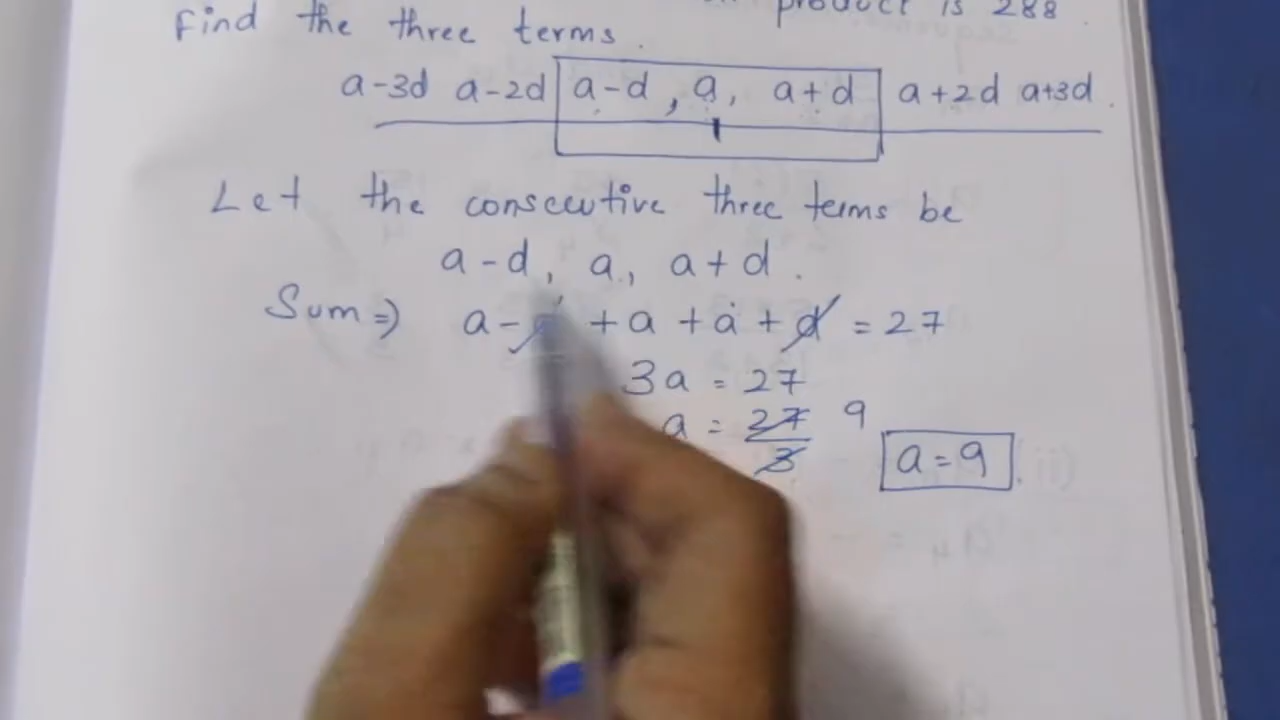 product is 288
Find the three terms.
a-3d a-2d a-d, a, a+d a+2d a+3d.
Let the consecutive three terms be
a-d, a, a+d.
Sum => a- + a + a + d = 27
3a = 27
a = 27/3 9
a=9